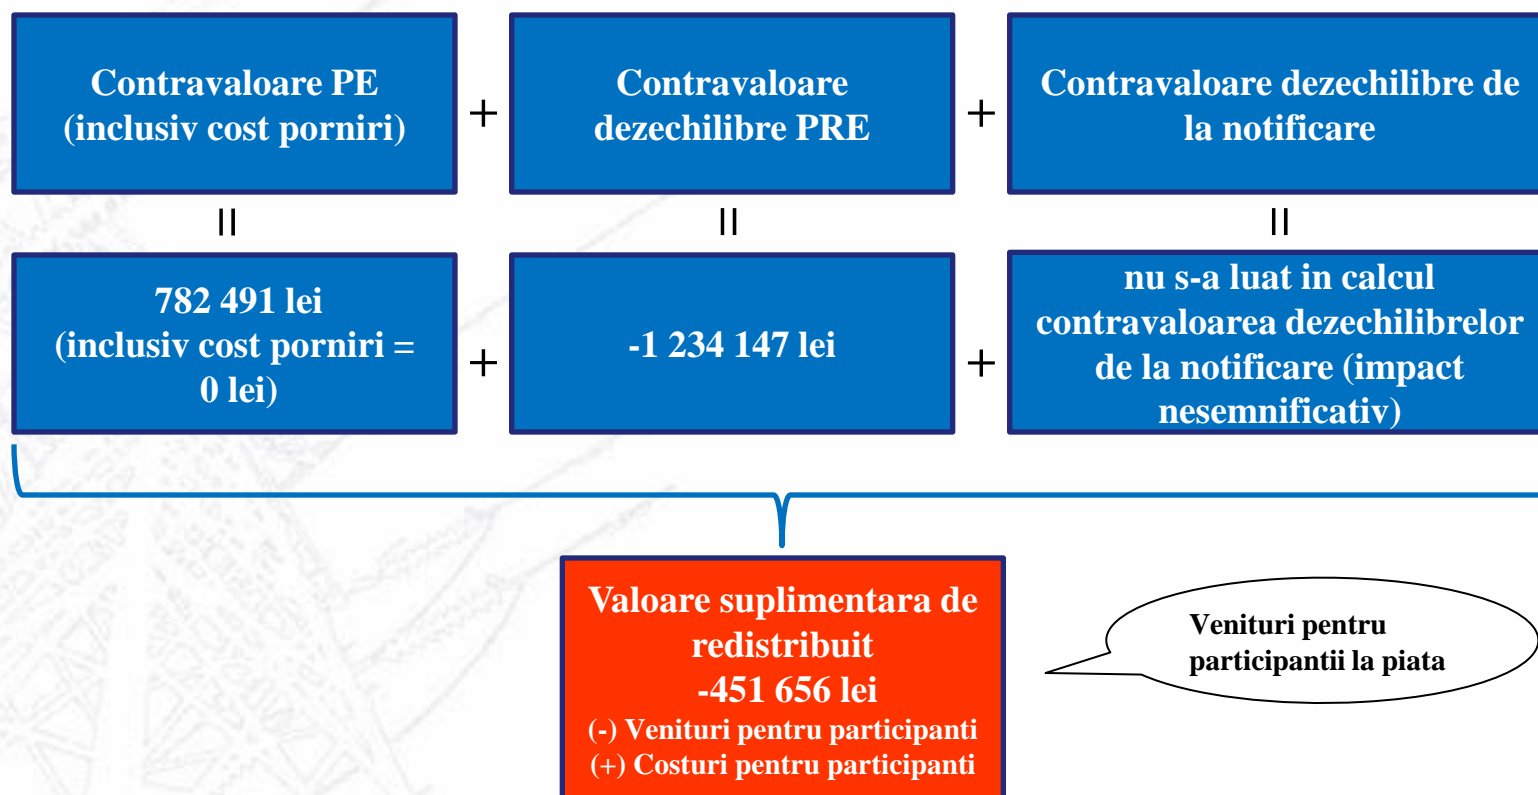 Contravaloare PE
(inclusiv cost porniri)
+
Contravaloare
dezechilibre PRE
+
Contravaloare dezechilibre de
la notificare
=
=
=
782 491 lei
(inclusiv cost porniri =
0 lei)
+
-1 234 147 lei
+
nu s-a luat in calcul
contravaloarea dezechilibrelor
de la notificare (impact
nesemnificativ)
Valoare suplimentara de
redistribuit
-451 656 lei
(-) Venituri pentru participanti
(+) Costuri pentru participanti
Venituri pentru
participantii la piata